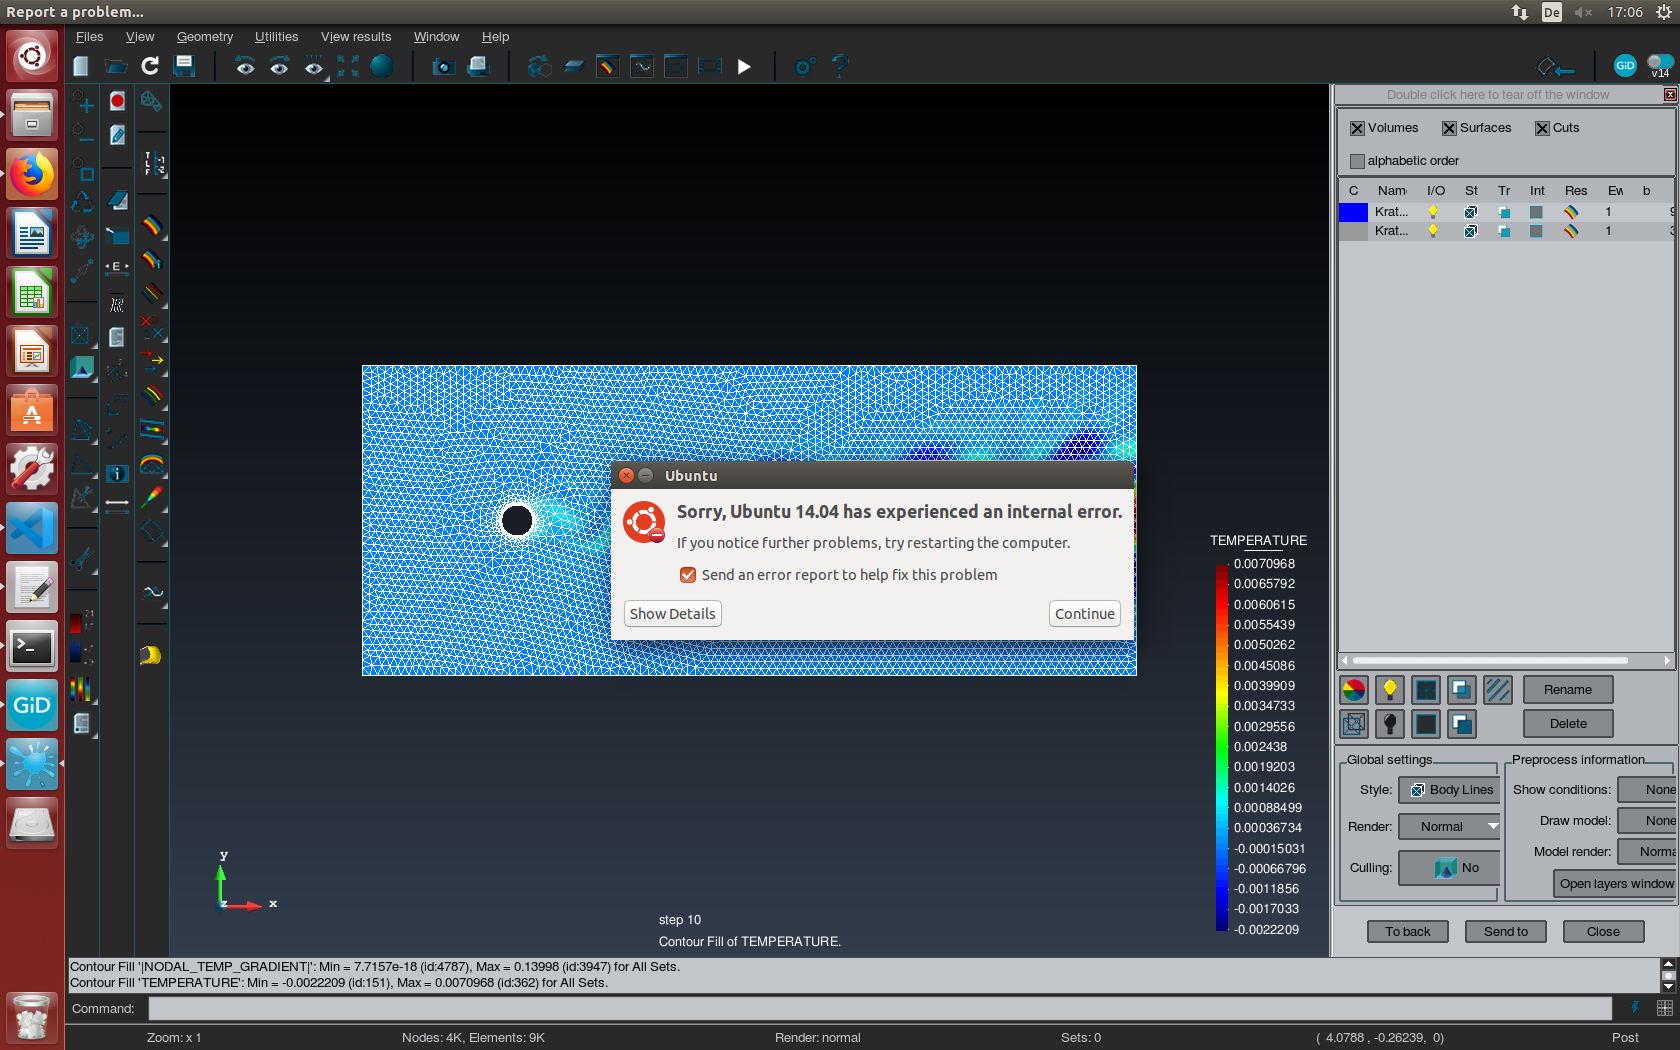 Report a problem...
De
17:06
Files View Geometry Utilities View results Window Help
GiD
v14
Double click here to tear off the window
Volumes Surfaces Cuts
alphabetic order
C Nam I/O St Tr Int Res Ew b
Krat... 1
Krat... 1
Ubuntu
Sorry, Ubuntu 14.04 has experienced an internal error.
If you notice further problems, try restarting the computer.
Send an error report to help fix this problem
Show Details Continue
TEMPERATURE
0.0070968
0.0065792
0.0060615
0.0055439
0.0050262
0.0045086
0.0039909
0.0034733
0.0029556
0.002438
0.0019203
0.0014026
0.00088499
0.00036734
-0.00015031
-0.00066796
-0.0011856
-0.0017033
-0.0022209
GiD
y
z
x
step 10
Contour Fill of TEMPERATURE.
Rename
Delete
Global settings
Style: Body Lines
Render: Normal
Culling: No
Preprocess information
Show conditions: None
Draw model: None
Model render: Norma
Open layers window
To back Send to Close
Contour Fill '|NODAL_TEMP_GRADIENT|': Min = 7.7157e-18 (id:4787), Max = 0.13998 (id:3947) for All Sets.
Contour Fill 'TEMPERATURE': Min = -0.0022209 (id:151), Max = 0.0070968 (id:362) for All Sets.
Command:
Zoom: x 1 Nodes: 4K, Elements: 9K Render: normal Sets: 0 ( 4.0788 , -0.26239, 0) Post